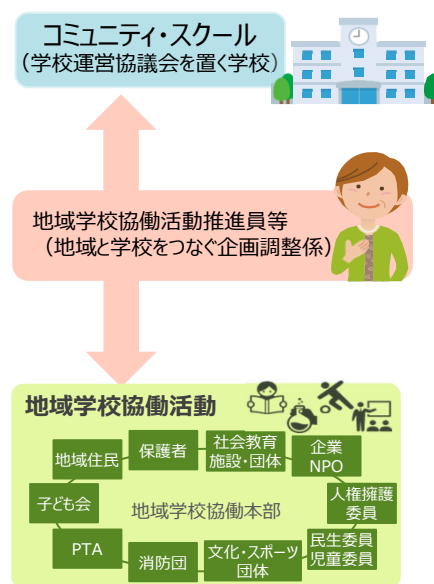 コミュニティ・スクール
（学校運営協議会を置く学校）
地域学校協働活動推進員等
（地域と学校をつなぐ企画調整係）
地域学校協働活動
地域住民
保護者
社会教育
施設・団体
企業
NPO
子ども会
地域学校協働本部
人権擁護
委員
PTA
消防団
文化・スポーツ
団体
民生委員
児童委員